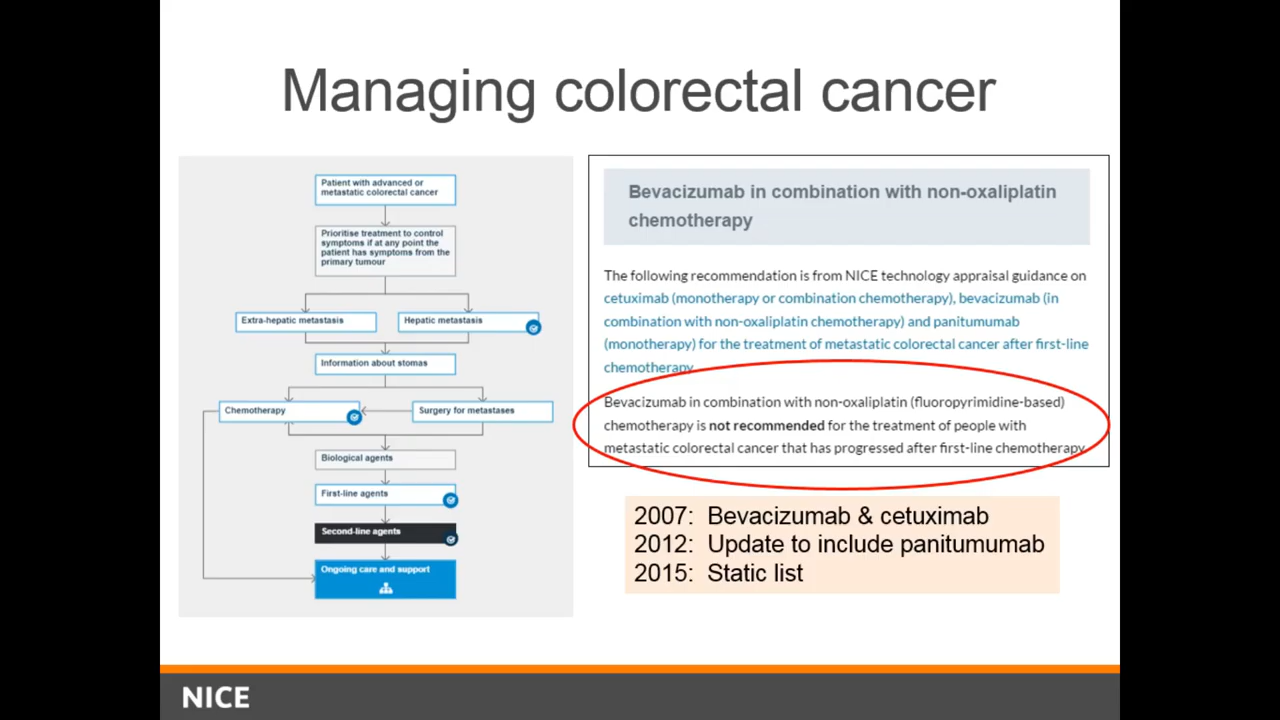 Managing colorectal cancer
Patient with advanced or
metastatic colorectal cancer
Prioritise treatment to control
symptoms if at any point the
patient has symptoms from the
primary tumour
Extra-hepatic metastasis
Hepatic metastasis
Information about stomas
Chemotherapy
Surgery for metastases
Biological agents
First-line agents
Second-line agents
Ongoing care and support
Bevacizumab in combination with non-oxaliplatin
chemotherapy
The following recommendation is from NICE technology appraisal guidance on
cetuximab (monotherapy or combination chemotherapy), bevacizumab (in
combination with non-oxaliplatin chemotherapy) and panitumumab
(monotherapy) for the treatment of metastatic colorectal cancer after first-line
chemotherapy.
Bevacizumab in combination with non-oxaliplatin (fluoropyrimidine-based)
chemotherapy is not recommended for the treatment of people with
metastatic colorectal cancer that has progressed after first-line chemotherapy.
2007: Bevacizumab & cetuximab
2012: Update to include panitumumab
2015: Static list
NICE